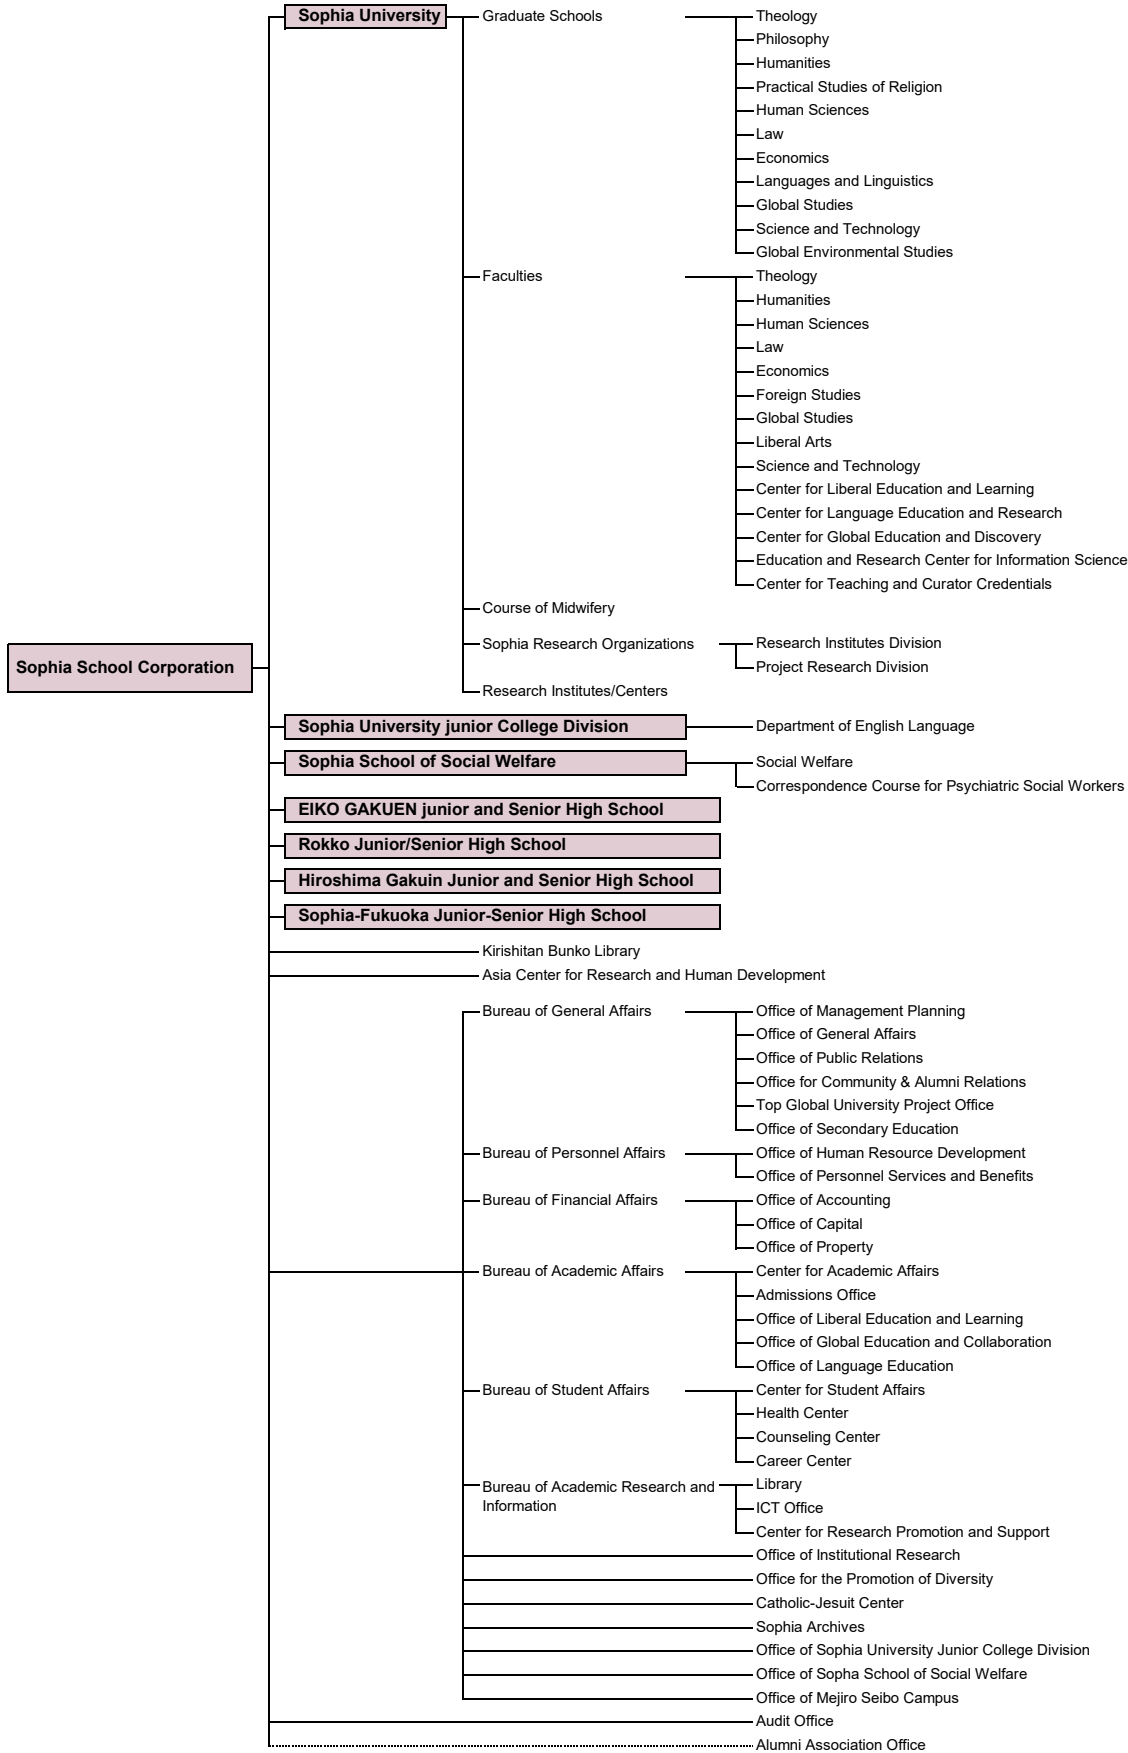 Sophia University
Graduate Schools
Theology
Philosophy
Humanities
Practical Studies of Religion
Human Sciences
Law
Economics
Languages and Linguistics
Global Studies
Science and Technology
Global Environmental Studies
Faculties
Theology
Humanities
Human Sciences
Law
Economics
Foreign Studies
Global Studies
Liberal Arts
Science and Technology
Center for Liberal Education and Learning
Center for Language Education and Research
Center for Global Education and Discovery
Education and Research Center for Information Science
Center for Teaching and Curator Credentials
Course of Midwifery
Sophia School Corporation
Sophia Research Organizations
Research Institutes Division
Project Research Division
Research Institutes/Centers
Sophia University junior College Division
Department of English Language
Sophia School of Social Welfare
Social Welfare
Correspondence Course for Psychiatric Social Workers
EIKO GAKUEN junior and Senior High School
Rokko Junior/Senior High School
Hiroshima Gakuin Junior and Senior High School
Sophia-Fukuoka Junior-Senior High School
Kirishitan Bunko Library
Asia Center for Research and Human Development
Bureau of General Affairs
Office of Management Planning
Office of General Affairs
Office of Public Relations
Office for Community & Alumni Relations
Top Global University Project Office
Office of Secondary Education
Bureau of Personnel Affairs
Office of Human Resource Development
Office of Personnel Services and Benefits
Bureau of Financial Affairs
Office of Accounting
Office of Capital
Office of Property
Bureau of Academic Affairs
Center for Academic Affairs
Admissions Office
Office of Liberal Education and Learning
Office of Global Education and Collaboration
Office of Language Education
Bureau of Student Affairs
Center for Student Affairs
Health Center
Counseling Center
Career Center
Bureau of Academic Research and
Information
Library
ICT Office
Center for Research Promotion and Support
Office of Institutional Research
Office for the Promotion of Diversity
Catholic-Jesuit Center
Sophia Archives
Office of Sophia University Junior College Division
Office of Sopha School of Social Welfare
Office of Mejiro Seibo Campus
Audit Office
Alumni Association Office